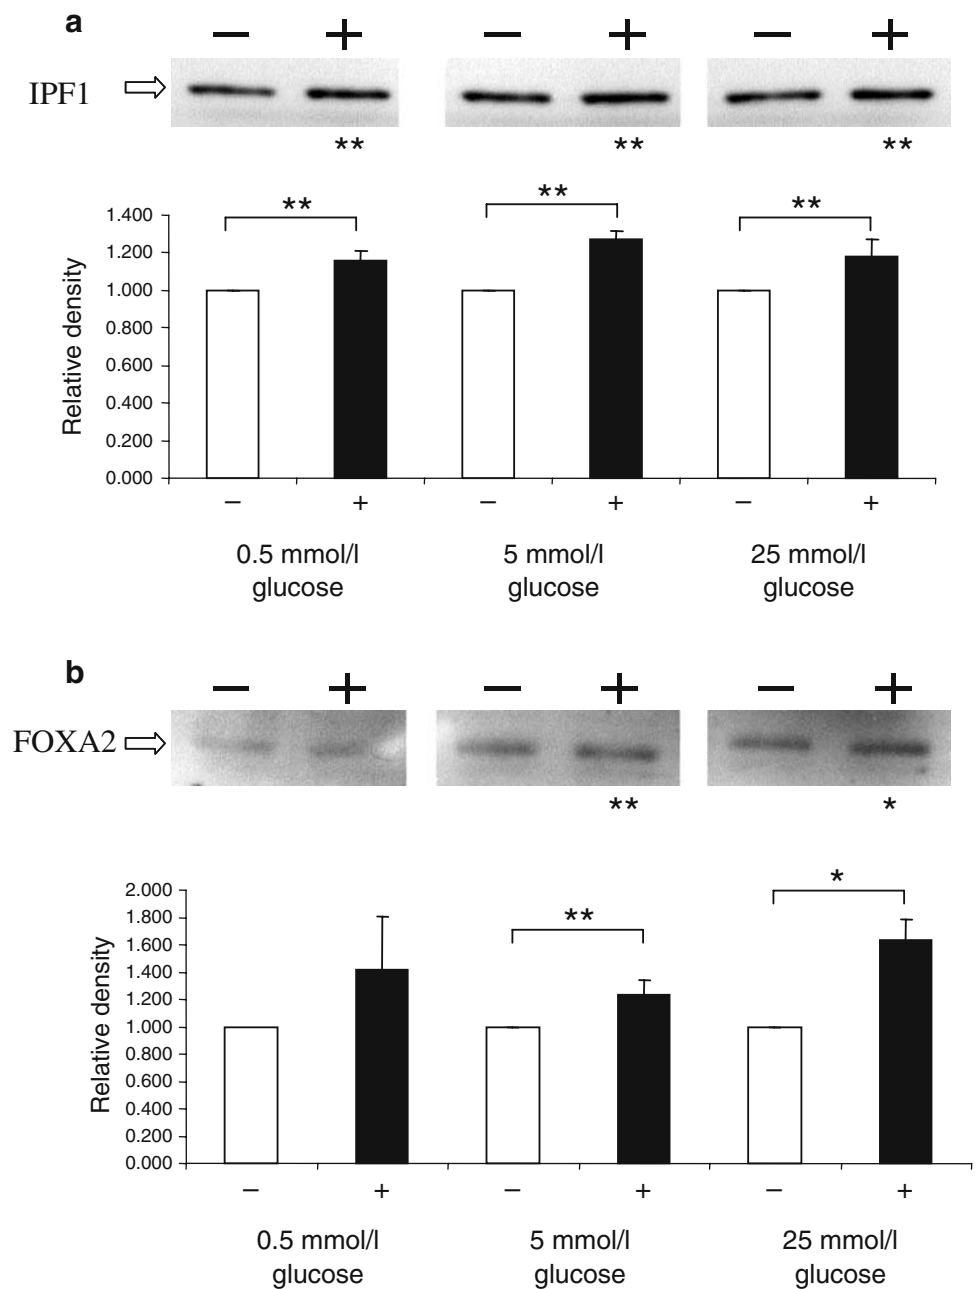 a
− + − + − +
IPF1
** ** **
** ** **
1.400
1.200
1.000
0.800
0.600
0.400
0.200
0.000
Relative density
− + − + − +
0.5 mmol/l 5 mmol/l 25 mmol/l
glucose glucose glucose
b
− + − + − +
FOXA2
** *
** *
2.000
1.800
1.600
1.400
1.200
1.000
0.800
0.600
0.400
0.200
0.000
Relative density
− + − + − +
0.5 mmol/l 5 mmol/l 25 mmol/l
glucose glucose glucose